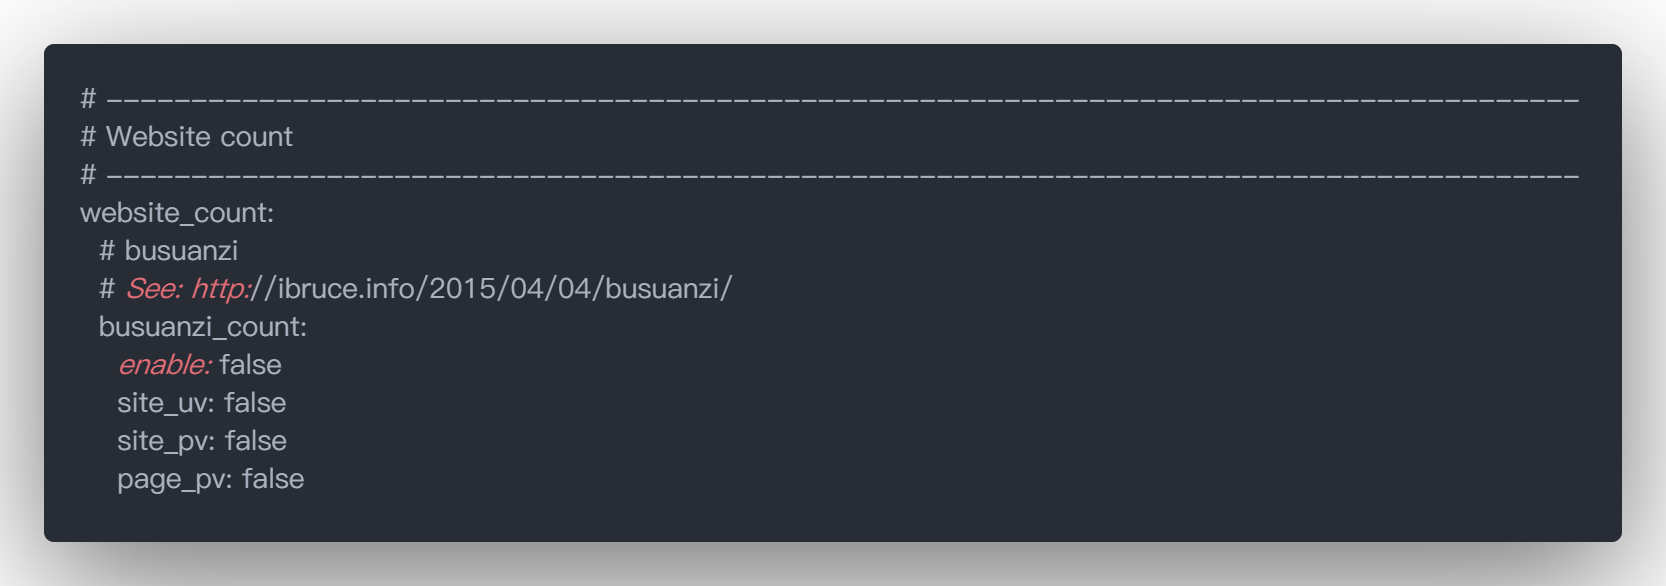 # ----------------------------------------------------------------------------------------
# Website count
# ----------------------------------------------------------------------------------------
website_count:
  # busuanzi
  # See: http://ibruce.info/2015/04/04/busuanzi/
  busuanzi_count:
    enable: false
    site_uv: false
    site_pv: false
    page_pv: false